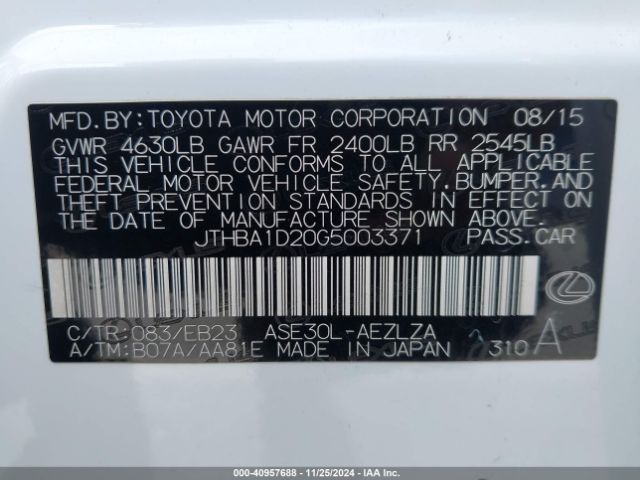 MFD.BY:TOYOTA MOTOR CORPORATION 08/15
GVWR 4630LB GAWR FR 2400LB RR 2545LB
THIS VEHICLE CONFORMS TO ALL APPLICABLE
FEDERAL MOTOR VEHICLE SAFETY,BUMPER,AND
THEFT PREVENTION STANDARDS IN EFFECT ON
THE DATE OF MANUFACTURE SHOWN ABOVE.
JTHBA1D20G5003371 PASS.CAR
C/TR:083/EB23 ASE30L-AEZLZA
A/TM:B07A/AA81E MADE IN JAPAN 310 A
000-40957688 - 11/25/2024 - IAAI.COM